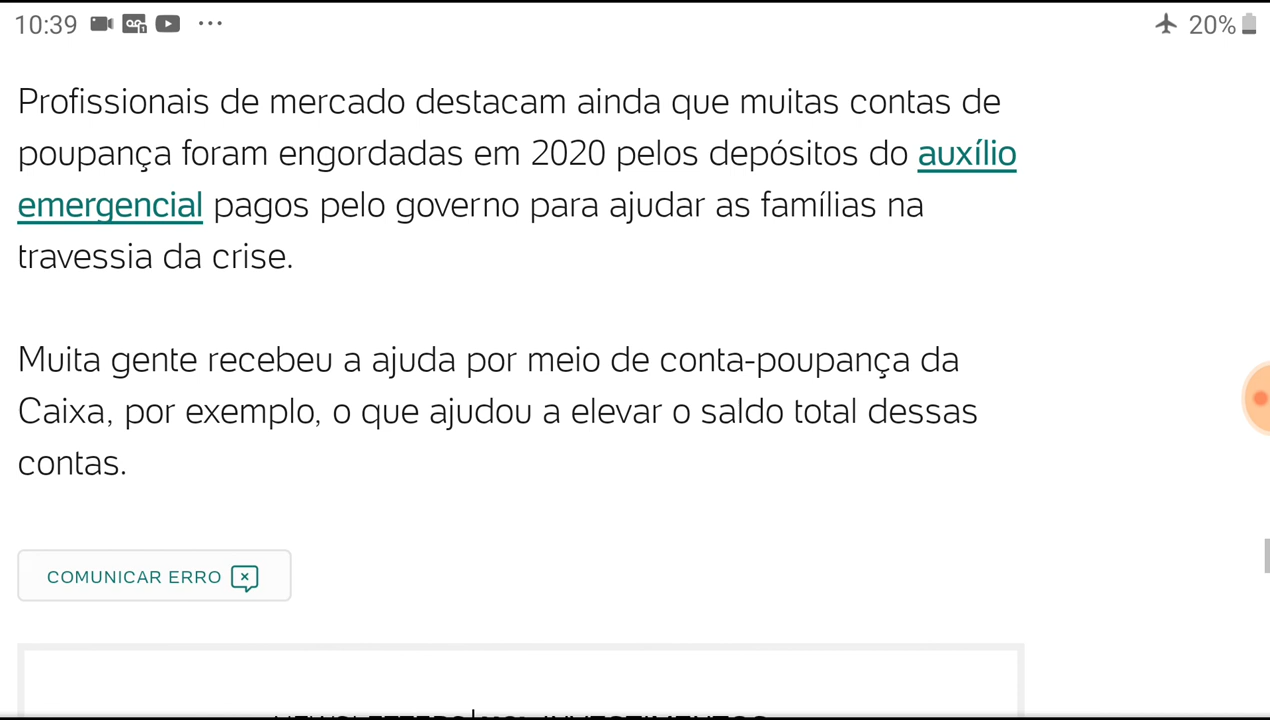 10:39
20%
Profissionais de mercado destacam ainda que muitas contas de
poupança foram engordadas em 2020 pelos depósitos do auxílio
emergencial pagos pelo governo para ajudar as famílias na
travessia da crise.
Muita gente recebeu a ajuda por meio de conta-poupança da
Caixa, por exemplo, o que ajudou a elevar o saldo total dessas
contas.
COMUNICAR ERRO